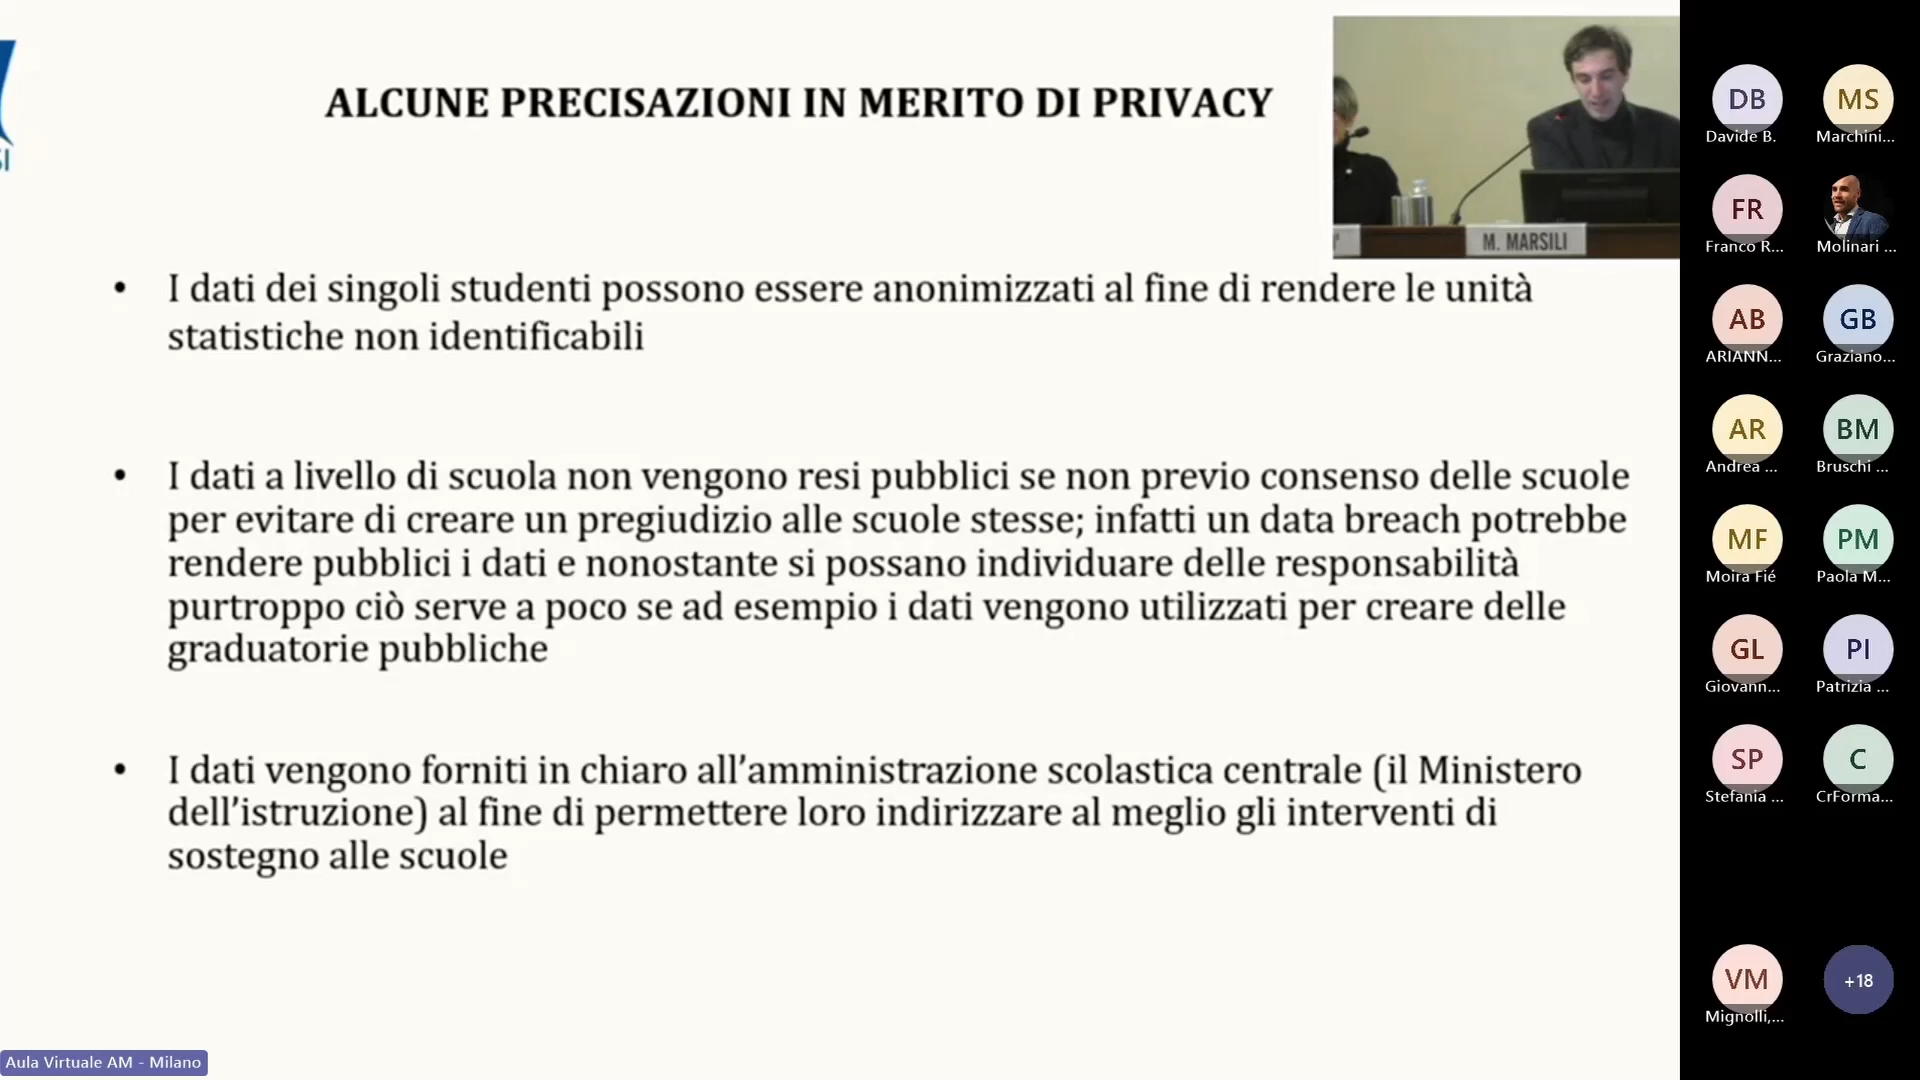 ALCUNE PRECISAZIONI IN MERITO DI PRIVACY
M. MARSILI
• I dati dei singoli studenti possono essere anonimizzati al fine di rendere le unità
statistiche non identificabili
• I dati a livello di scuola non vengono resi pubblici se non previo consenso delle scuole
per evitare di creare un pregiudizio alle scuole stesse; infatti un data breach potrebbe
rendere pubblici i dati e nonostante si possano individuare delle responsabilità
purtroppo ciò serve a poco se ad esempio i dati vengono utilizzati per creare delle
graduatorie pubbliche
• I dati vengono forniti in chiaro all’amministrazione scolastica centrale (il Ministero
dell’istruzione) al fine di permettere loro indirizzare al meglio gli interventi di
sostegno alle scuole
Aula Virtuale AM - Milano
DB
Davide B.
MS
Marchini...
FR
Franco R...
Molinari ...
AB
ARIANN...
GB
Graziano...
AR
Andrea ...
BM
Bruschi ...
MF
Moira Fié
PM
Paola M...
GL
Giovann...
PI
Patrizia ...
SP
Stefania ...
C
CrForma...
VM
Mignolli,...
+18